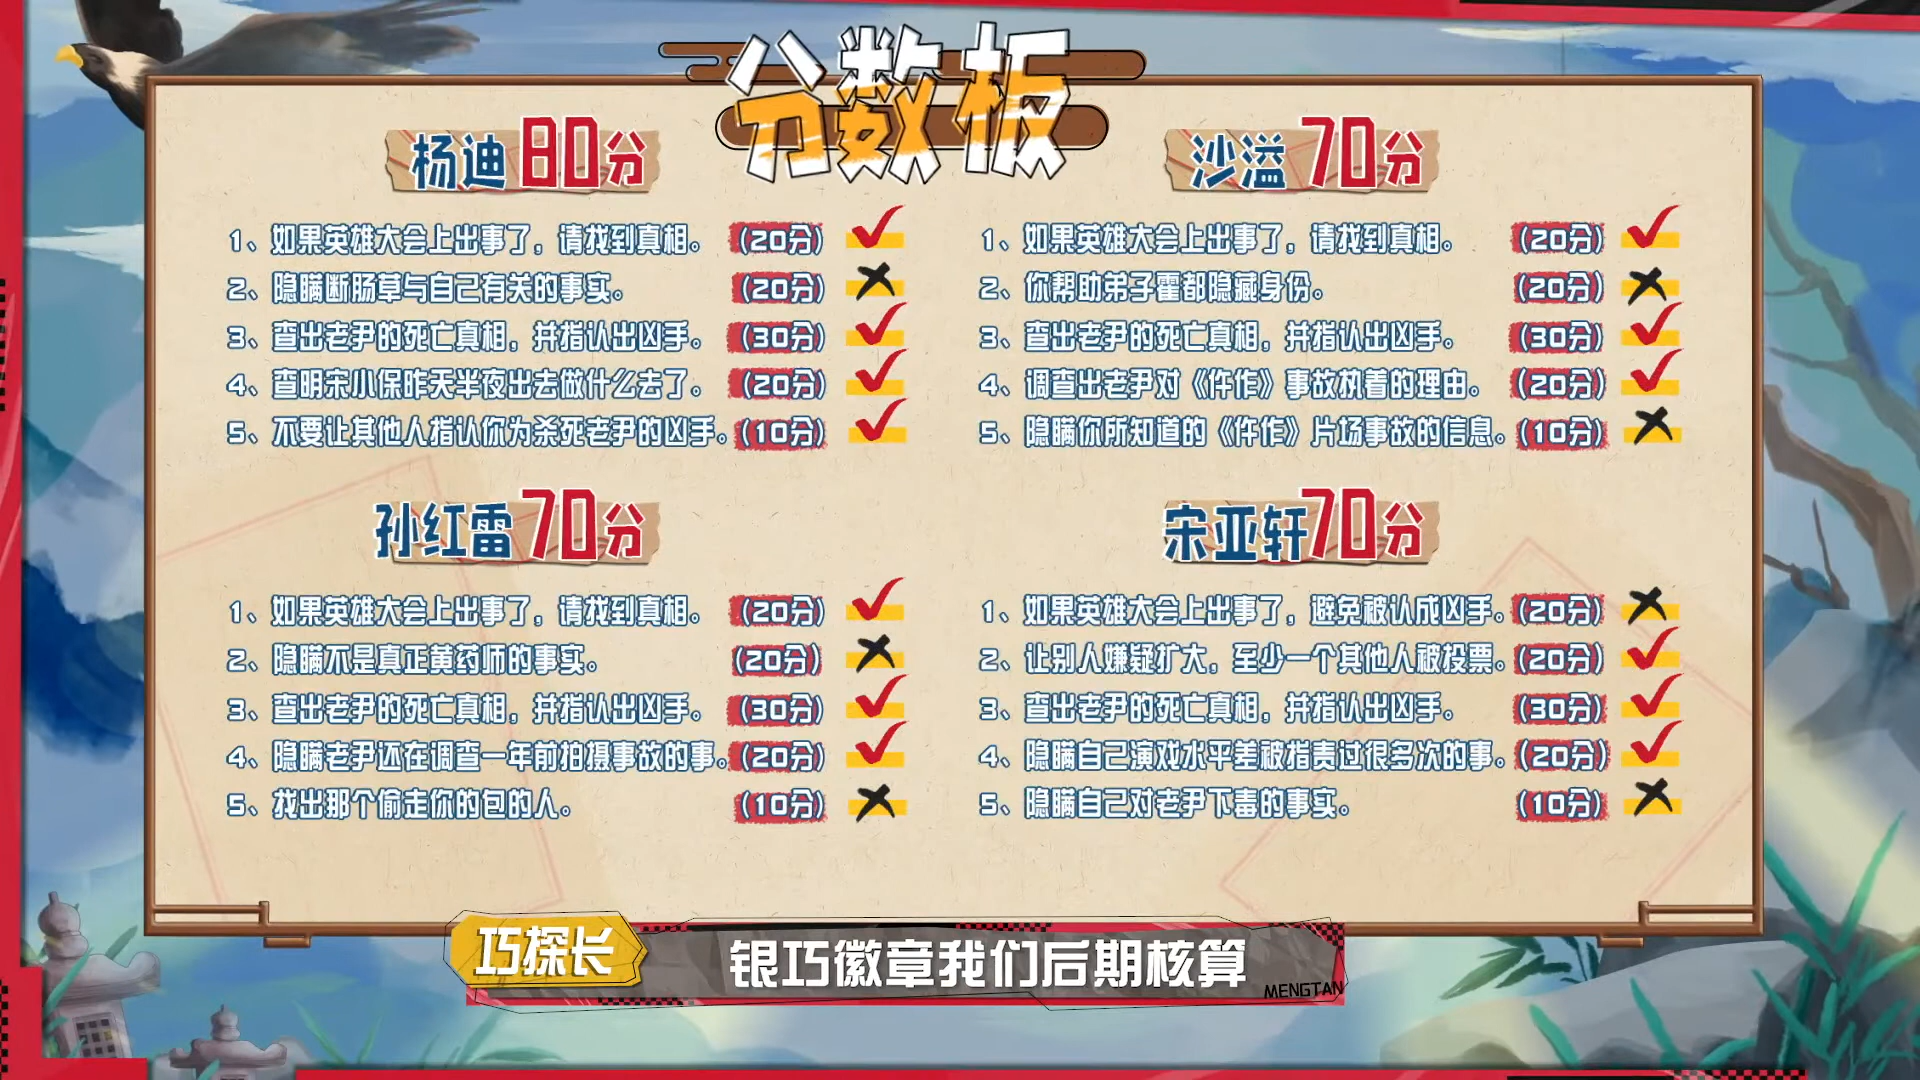 分数板
杨迪 80分
1、如果英雄大会上出事了，请找到真相。(20分)
2、隐瞒断肠草与自己有关的事实。(20分)
3、查出老尹的死亡真相，并指认出凶手。(30分)
4、查明宋小保昨天半夜出去做什么去了。(20分)
5、不要让其他人指认你为杀死老尹的凶手。(10分)
沙溢 70分
1、如果英雄大会上出事了，请找到真相。(20分)
2、你帮助弟子霍都隐藏身份。(20分)
3、查出老尹的死亡真相，并指认出凶手。(30分)
4、调查出老尹对《仵作》事故执着的理由。(20分)
5、隐瞒你所知道的《仵作》片场事故的信息。(10分)
孙红雷 70分
1、如果英雄大会上出事了，请找到真相。(20分)
2、隐瞒不是真正黄药师的事实。(20分)
3、查出老尹的死亡真相，并指认出凶手。(30分)
4、隐瞒老尹还在调查一年前拍摄事故的事。(20分)
5、找出那个偷走你的包的人。(10分)
宋亚轩 70分
1、如果英雄大会上出事了，避免被认成凶手。(20分)
2、让别人嫌疑扩大，至少一个其他人被投票。(20分)
3、查出老尹的死亡真相，并指认出凶手。(30分)
4、隐瞒自己演戏水平差被指责过很多次的事。(20分)
5、隐瞒自己对老尹下毒的事实。(10分)
巧探长
银巧徽章我们后期核算
MENGTAN